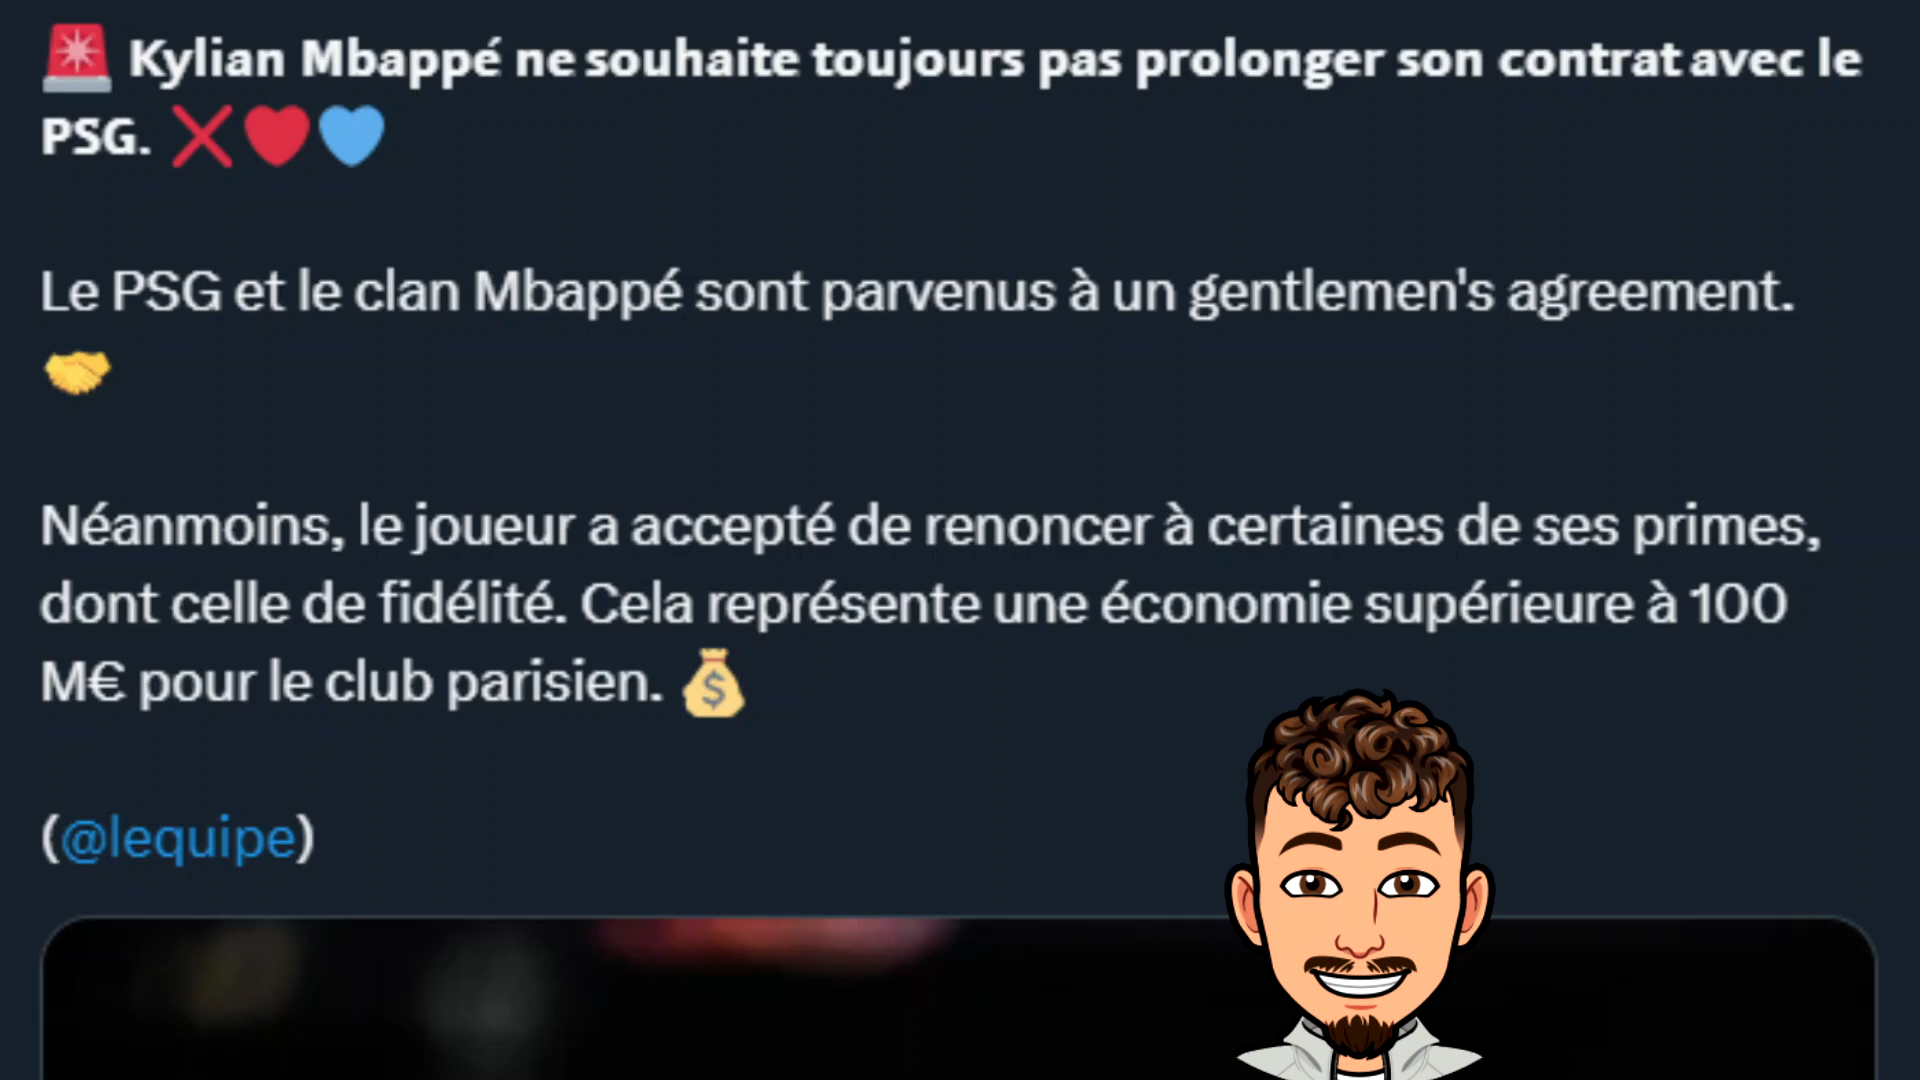 🚨 Kylian Mbappé ne souhaite toujours pas prolonger son contrat avec le
PSG. ❌❤️💙
Le PSG et le clan Mbappé sont parvenus à un gentlemen's agreement.
🤝
Néanmoins, le joueur a accepté de renoncer à certaines de ses primes,
dont celle de fidélité. Cela représente une économie supérieure à 100
M€ pour le club parisien. 💰
(@lequipe)